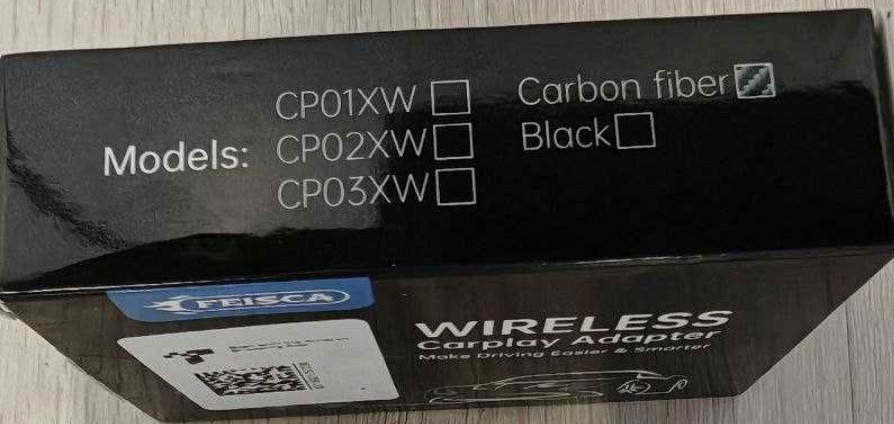 Models:
CP01XW
CP02XW
CP03XW
Carbon fiber
Black
FEISCA
WIRELESS
Carplay Adapter
Make Driving Easier & Smarter